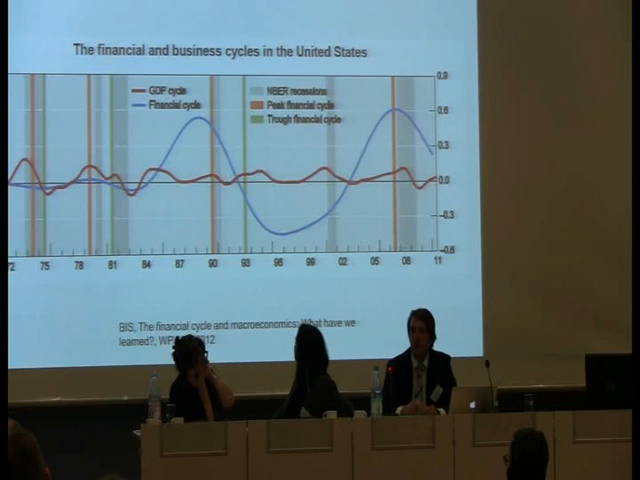 The financial and business cycles in the United States
GDP cycle
Financial cycle
NBER recessions
Peak financial cycle
Trough financial cycle
0.9
0.6
0.3
0.0
-0.3
-0.6
72 75 78 81 84 87 90 93 96 99 02 05 08 11
BIS, The financial cycle and macroeconomics: What have we
learned?, 2012